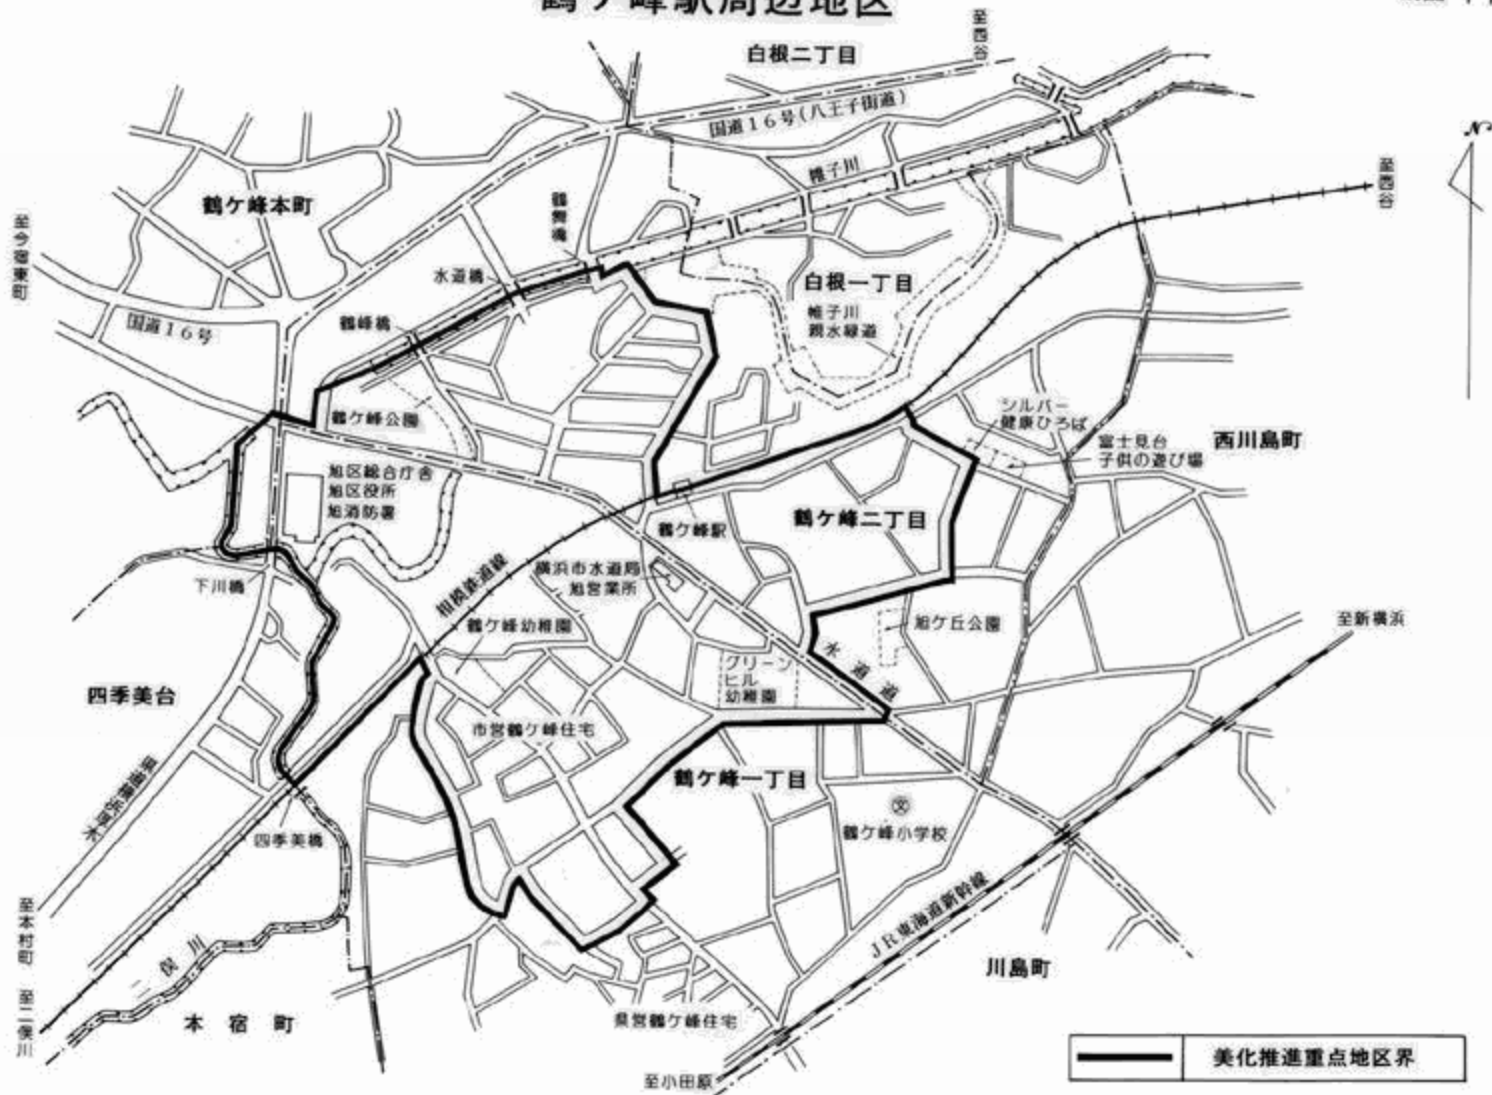 鶴ケ峰駅周辺地区
至西谷
白根二丁目
国道16号(八王子街道)
帷子川
至西谷
鶴ケ峰本町
鶴舞橋
至今宿東町
水道橋
白根一丁目
帷子川
親水緑道
国道16号
鶴峰橋
鶴ケ峰公園
シルバー
健康ひろば
富士見台
子供の遊び場
西川島町
旭区総合庁舎
旭区役所
旭消防署
鶴ケ峰二丁目
鶴ケ峰駅
下川橋
相模鉄道線
横浜市水道局
旭営業所
鶴ケ峰幼稚園
旭ケ丘公園
至新横浜
水道道
グリーン
ヒル
幼稚園
四季美台
市営鶴ケ峰住宅
鶴ケ峰一丁目
県道横浜厚木
四季美橋
文
鶴ケ峰小学校
至本村町
至二俣川
二俣川
JR東海道新幹線
川島町
本宿町
県営鶴ケ峰住宅
至小田原
美化推進重点地区界